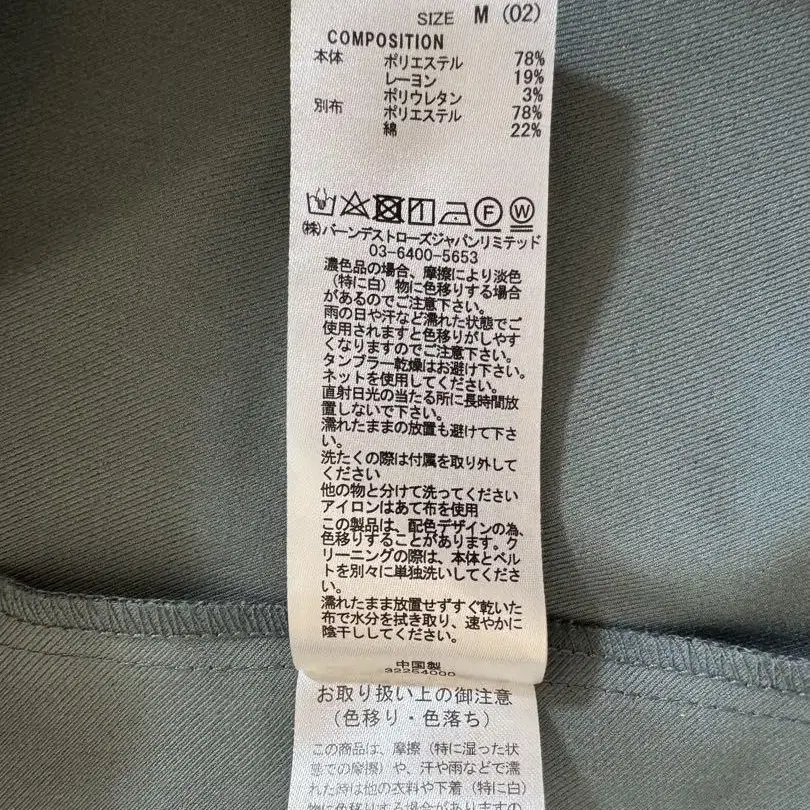 SIZE M (02)
COMPOSITION
本体 ポリエステル 78%
レーヨン 19%
ポリウレタン 3%
別布 ポリエステル 78%
綿 22%
F W
(株)バーンデストローズジャパンリミテッド
03-6400-5653
濃色品の場合、摩擦により淡色
(特に白)物に色移りする場合
があるのでご注意下さい。
雨の日や汗など濡れた状態でご
使用されますと色移りがしやす
くなりますのでご注意下さい。
タンブラー乾燥はお避け下さい。
ネットを使用してください。
直射日光の当たる所に長時間放
置しないで下さい。
濡れたままの放置も避けて下さ
い。
洗たくの際は付属を取り外して
ください
他の物と分けて洗ってください
アイロンはあて布を使用
この製品は、配色デザインの為、
色移りすることがあります。ク
リーニングの際は、本体とベル
トを別々に単独洗いしてくださ
い。
濡れたまま放置せずすぐ乾いた
布で水分を拭き取り、速やかに
陰干ししてください。
中国製
32254000
お取り扱い上の御注意
(色移り・色落ち)
この商品は、摩擦(特に湿った状
態での摩擦)や、汗や雨などで濡
れた時は他の衣料や下着(特に白)
物に色移りする場合がありますの